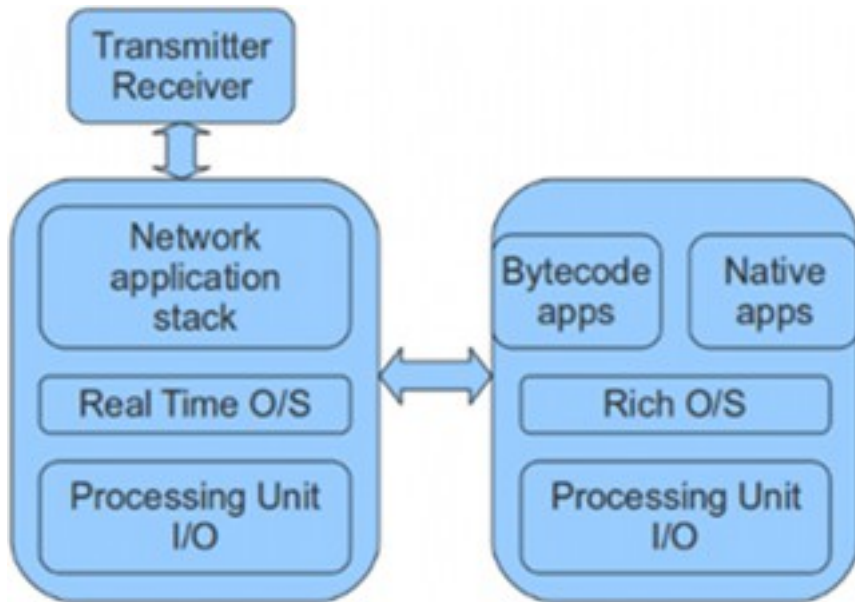 Transmitter
Receiver
Network
application
stack
Real Time O/S
Processing Unit
I/O
Bytecode
apps
Native
apps
Rich O/S
Processing Unit
I/O